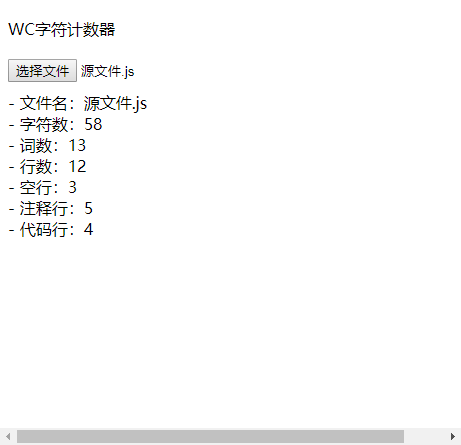 WC字符计数器
选择文件 源文件.js
- 文件名：源文件.js
- 字符数：58
- 词数：13
- 行数：12
- 空行：3
- 注释行：5
- 代码行：4